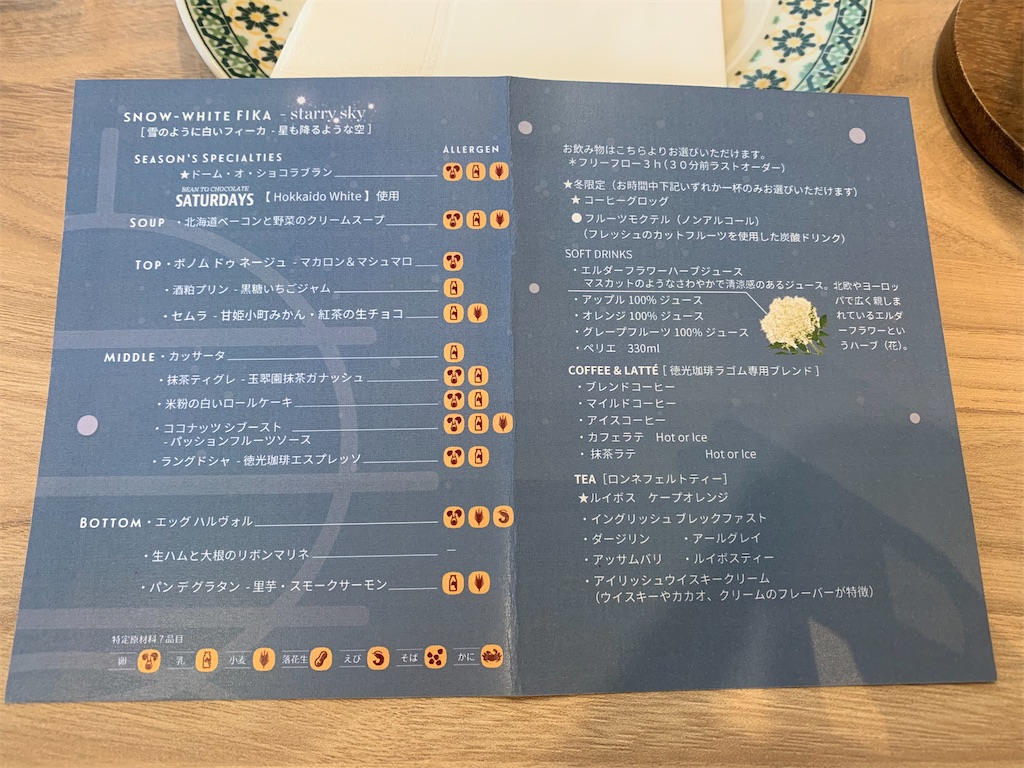 SNOW-WHITE FIKA - starry sky
[ 雪のように白いフィーカ - 星も降るような空 ]
ALLERGEN
SEASON'S SPECIALTIES
★ドーム・オ・ショコラブラン
BEAN TO CHOCOLATE
SATURDAYS 【 Hokkaido White 】使用
SOUP ・北海道ベーコンと野菜のクリームスープ
TOP ・ボノム ドゥ ネージュ - マカロン＆マシュマロ
・酒粕プリン - 黒糖いちごジャム
・セムラ - 甘姫小町みかん・紅茶の生チョコ
MIDDLE ・カッサータ
・抹茶ティグレ - 玉翠園抹茶ガナッシュ
・米粉の白いロールケーキ
・ココナッツ シブースト
- パッションフルーツソース
・ラングドシャ - 徳光珈琲エスプレッソ
BOTTOM ・エッグ ハルヴォル
・生ハムと大根のリボンマリネ
―
・パン デ グラタン - 里芋・スモークサーモン
特定原材料７品目
卵 乳 小麦 落花生 えび そば かに
お飲み物はこちらよりお選びいただけます。
＊フリーフロー３ｈ（３０分前ラストオーダー）
★冬限定（お時間中下記いずれか一杯のみお選びいただけます）
★コーヒーグロッグ
●フルーツモクテル（ノンアルコール）
（フレッシュのカットフルーツを使用した炭酸ドリンク）
SOFT DRINKS
・エルダーフラワーハーブジュース
マスカットのようなさわやかで清涼感のあるジュース。北欧やヨーロッ
パで広く親しま
れているエルダ
ーフラワーとい
うハーブ（花）。
・アップル 100% ジュース
・オレンジ 100% ジュース
・グレープフルーツ 100% ジュース
・ペリエ 330ml
COFFEE & LATTÉ [ 徳光珈琲ラゴム専用ブレンド ]
・ブレンドコーヒー
・マイルドコーヒー
・アイスコーヒー
・カフェラテ Hot or Ice
・抹茶ラテ Hot or Ice
TEA［ロンネフェルトティー］
★ルイボス ケープオレンジ
・イングリッシュ ブレックファスト
・ダージリン ・アールグレイ
・アッサムバリ ・ルイボスティー
・アイリッシュウイスキークリーム
（ウイスキーやカカオ、クリームのフレーバーが特徴）